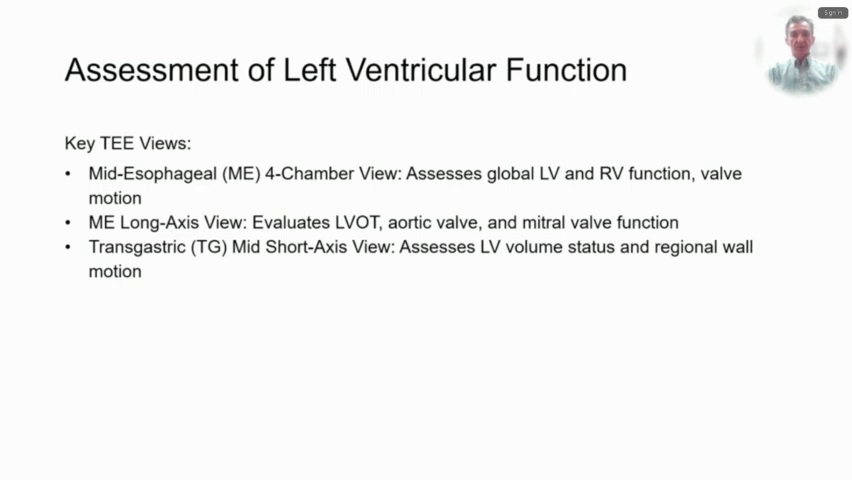 Sign in
Assessment of Left Ventricular Function
Key TEE Views:
• Mid-Esophageal (ME) 4-Chamber View: Assesses global LV and RV function, valve
motion
• ME Long-Axis View: Evaluates LVOT, aortic valve, and mitral valve function
• Transgastric (TG) Mid Short-Axis View: Assesses LV volume status and regional wall
motion